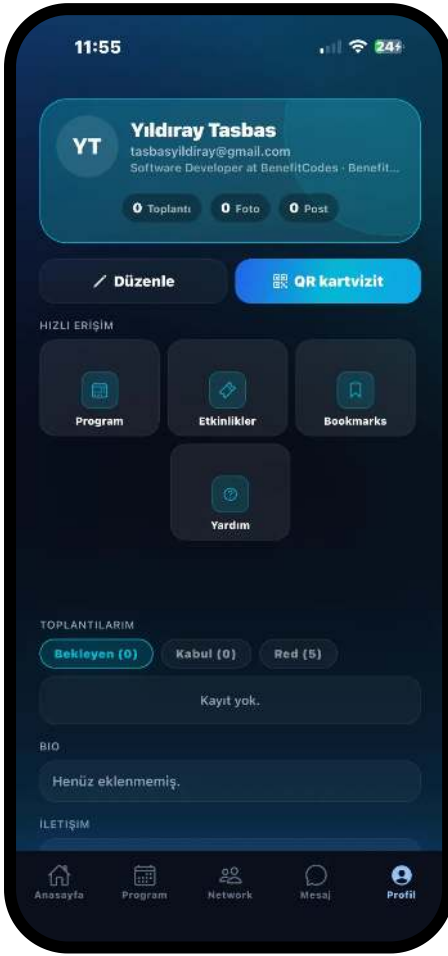 11:55
24
YT
Yıldıray Tasbas
tasbasyildiray@gmail.com
Software Developer at BenefitCodes · Benefit...
0 Toplantı 0 Foto 0 Post
Düzenle
QR kartvizit
HIZLI ERİŞİM
Program Etkinlikler Bookmarks
Yardım
TOPLANTILARIM
Bekleyen (0) Kabul (0) Red (5)
Kayıt yok.
BIO
Henüz eklenmemiş.
İLETİŞİM
Anasayfa Program Network Mesaj Profil